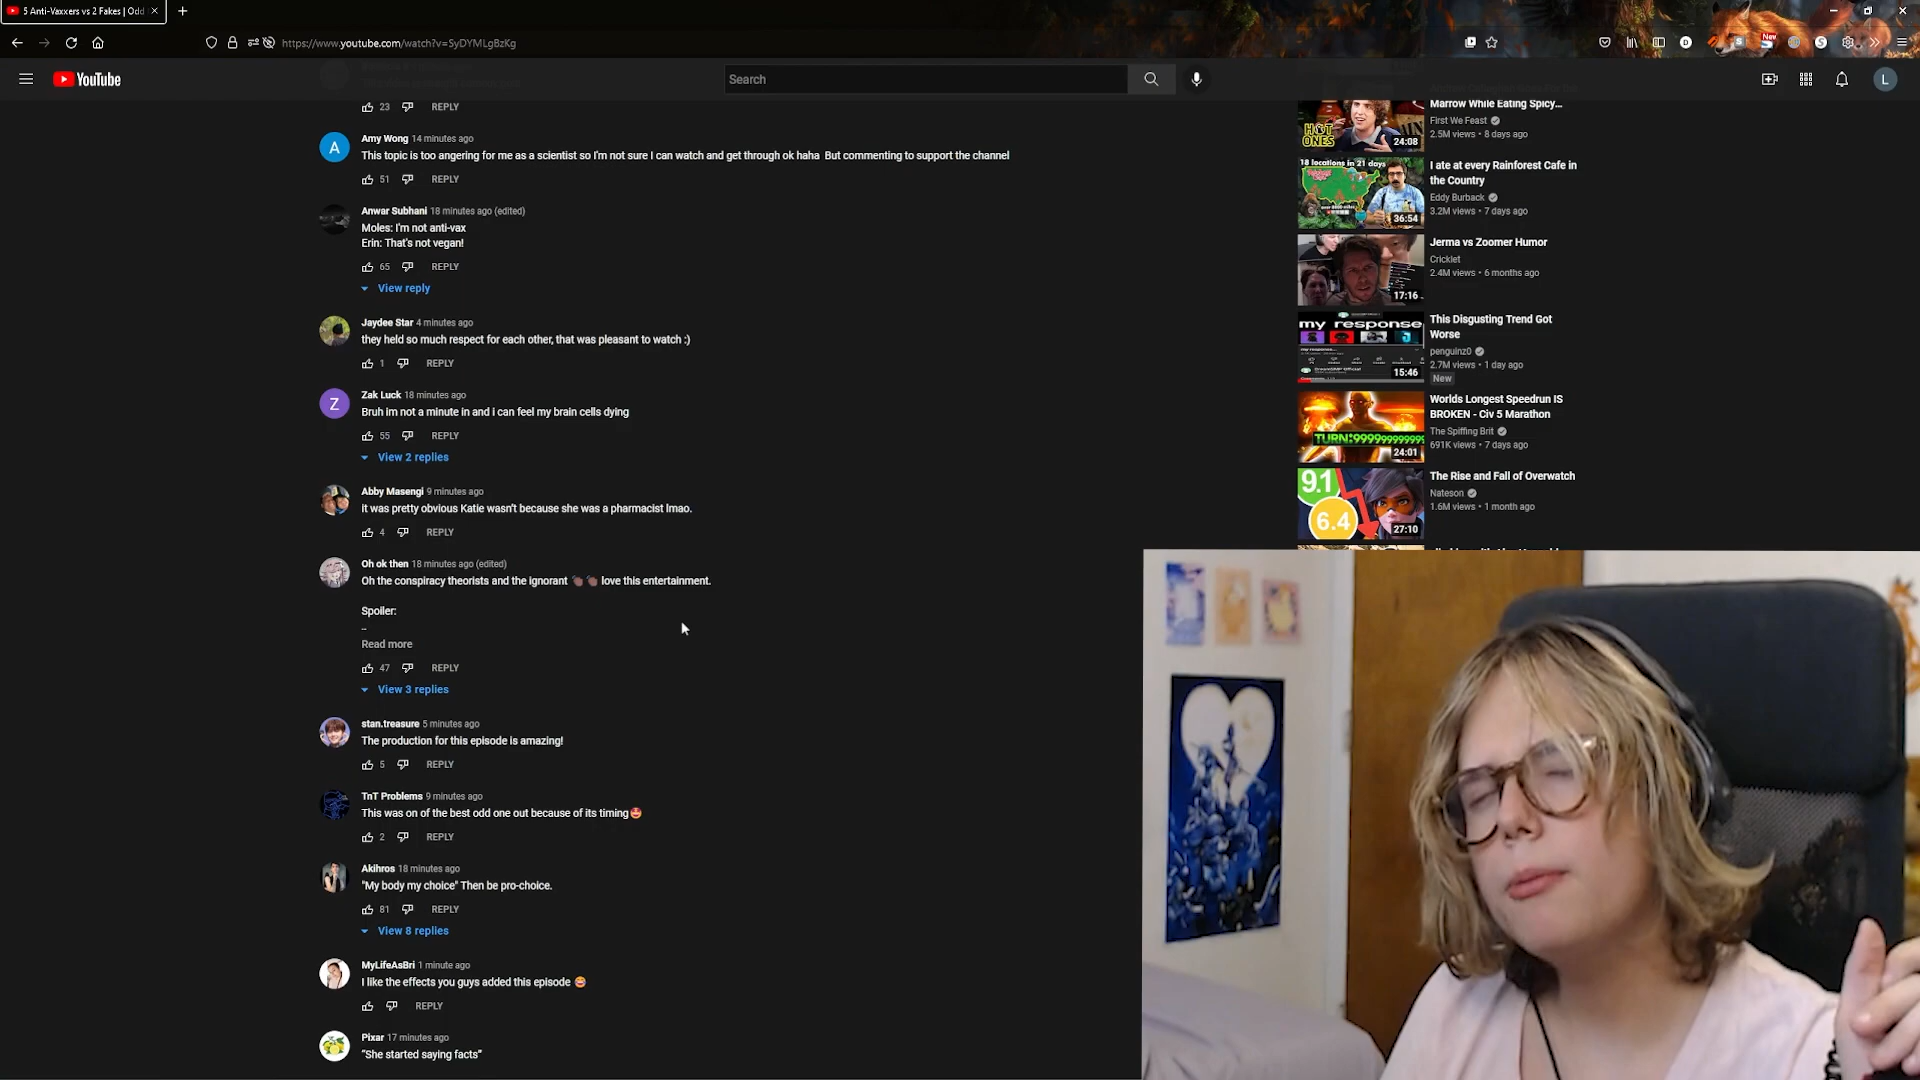 5 Anti-Vaxxers vs 2 Fakes | Odd
https://www.youtube.com/watch?v=SyDYMLgBzKg
New
YouTube
Search
L
23 REPLY
A
Amy Wong 14 minutes ago
This topic is too angering for me as a scientist so I'm not sure I can watch and get through ok haha But commenting to support the channel
51 REPLY
Anwar Subhani 18 minutes ago (edited)
Moles: I'm not anti-vax
Erin: That's not vegan!
65 REPLY
View reply
Jaydee Star 4 minutes ago
they held so much respect for each other, that was pleasant to watch :)
1 REPLY
Z
Zak Luck 18 minutes ago
Bruh im not a minute in and i can feel my brain cells dying
55 REPLY
View 2 replies
Abby Masengi 9 minutes ago
it was pretty obvious Katie wasn't because she was a pharmacist lmao.
4 REPLY
Oh ok then 18 minutes ago (edited)
Oh the conspiracy theorists and the ignorant 👏🏾 👏🏾 love this entertainment.
Spoiler:
--
Read more
47 REPLY
View 3 replies
stan.treasure 5 minutes ago
The production for this episode is amazing!
5 REPLY
TnT Problems 9 minutes ago
This was on of the best odd one out because of its timing🤩
2 REPLY
Akihros 18 minutes ago
"My body my choice" Then be pro-choice.
81 REPLY
View 8 replies
MyLifeAsBri 1 minute ago
I like the effects you guys added this episode
REPLY
Pixar 17 minutes ago
"She started saying facts"
HOT
ONES
24:08
Marrow While Eating Spicy...
First We Feast
2.5M views • 8 days ago
18 locations in 21 days
36:54
I ate at every Rainforest Cafe in
the Country
Eddy Burback
3.2M views • 7 days ago
17:16
Jerma vs Zoomer Humor
Cricklet
2.4M views • 6 months ago
my response
15:46
This Disgusting Trend Got
Worse
penguinz0
2.7M views • 1 day ago
New
TURN:9999999999999
24:01
Worlds Longest Speedrun IS
BROKEN - Civ 5 Marathon
The Spiffing Brit
691K views • 7 days ago
9.1
6.4
27:10
The Rise and Fall of Overwatch
Nateson
1.6M views • 1 month ago